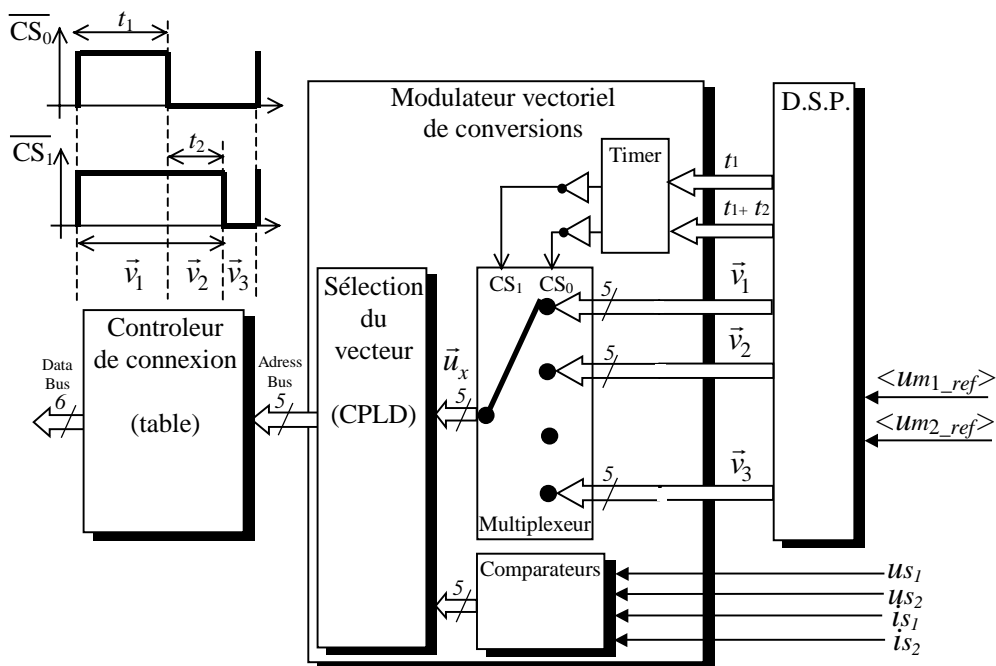 CS0
t1
CS1
t2
v1
v2
v3
Modulateur vectoriel
de conversions
D.S.P.
Timer
t1
t1+ t2
CS1
CS0
v1
5
v2
5
v3
5
Multiplexeur
Sélection
du
vecteur
(CPLD)
ux
5
Controleur
de connexion
(table)
Data
Bus
6
Adress
Bus
5
<um1_ref>
<um2_ref>
Comparateurs
5
us1
us2
is1
is2